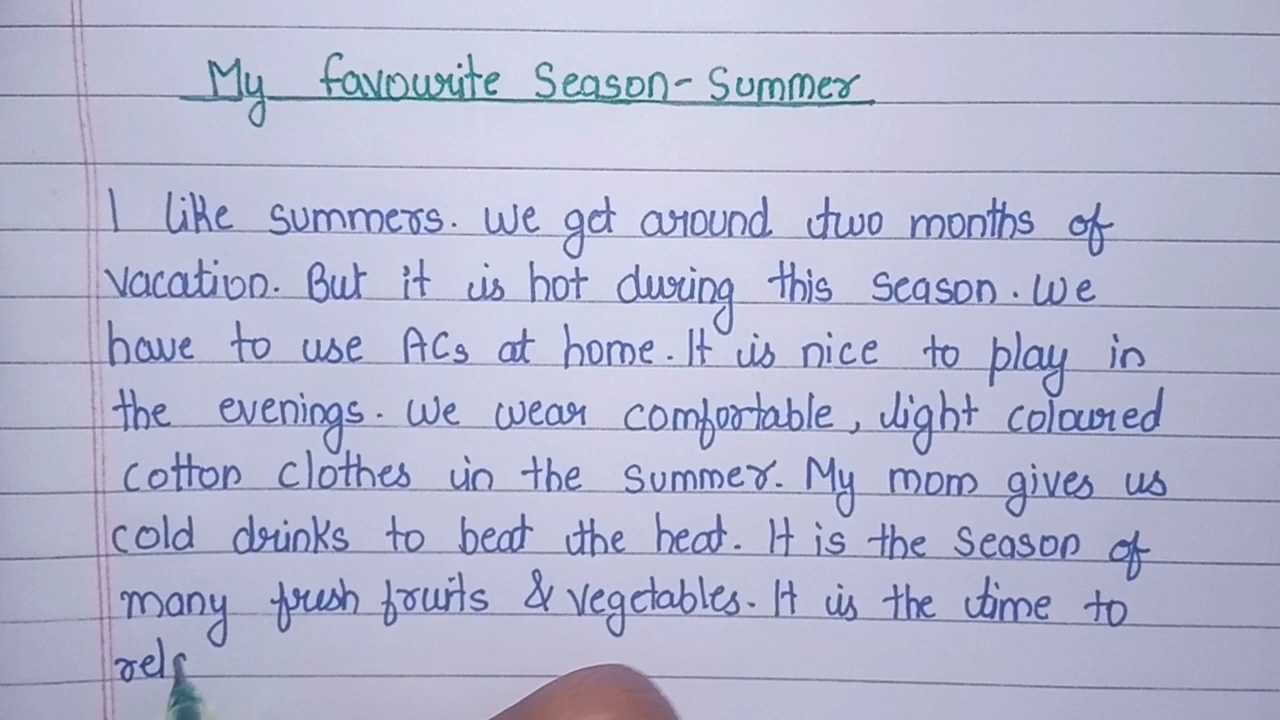 My favourite Season - Summer
I like summers. We get around two months of
vacation. But it is hot during this season. We
have to use ACs at home. It is nice to play in
the evenings. We wear comfortable, light coloured
cotton clothes in the summer. My mom gives us
cold drinks to beat the heat. It is the season of
many fresh fruits & vegetables. It is the time to